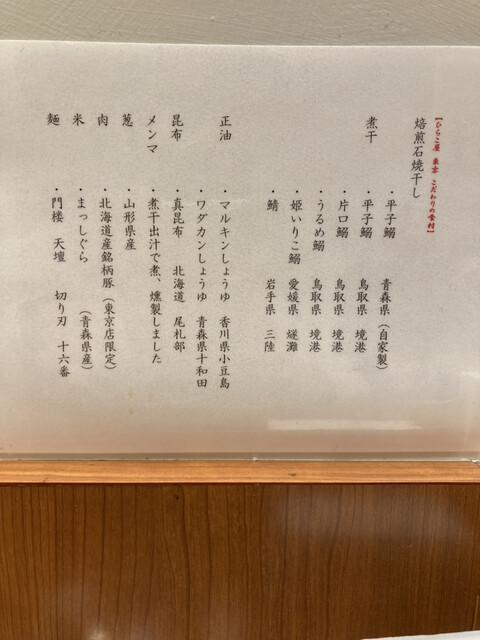 【ひらこ屋 東京 こだわりの食材】
焙煎石焼干し
煮干
・平子鰯 青森県(自家製)
・平子鰯 鳥取県 境港
・片口鰯 鳥取県 境港
・うるめ鰯 鳥取県 境港
・姫いりこ鰯 愛媛県 燧灘
・鯖 岩手県 三陸
正油 ・マルキンしょうゆ 香川県小豆島
・ワダカンしょうゆ 青森県十和田
昆布 ・真昆布 北海道 尾札部
メンマ ・煮干出汁で煮、燻製しました
葱 ・山形県産
肉 ・北海道産銘柄豚(東京店限定)
米 ・まっしぐら (青森県産)
麺 ・門楼 天壇 切り刃 十六番